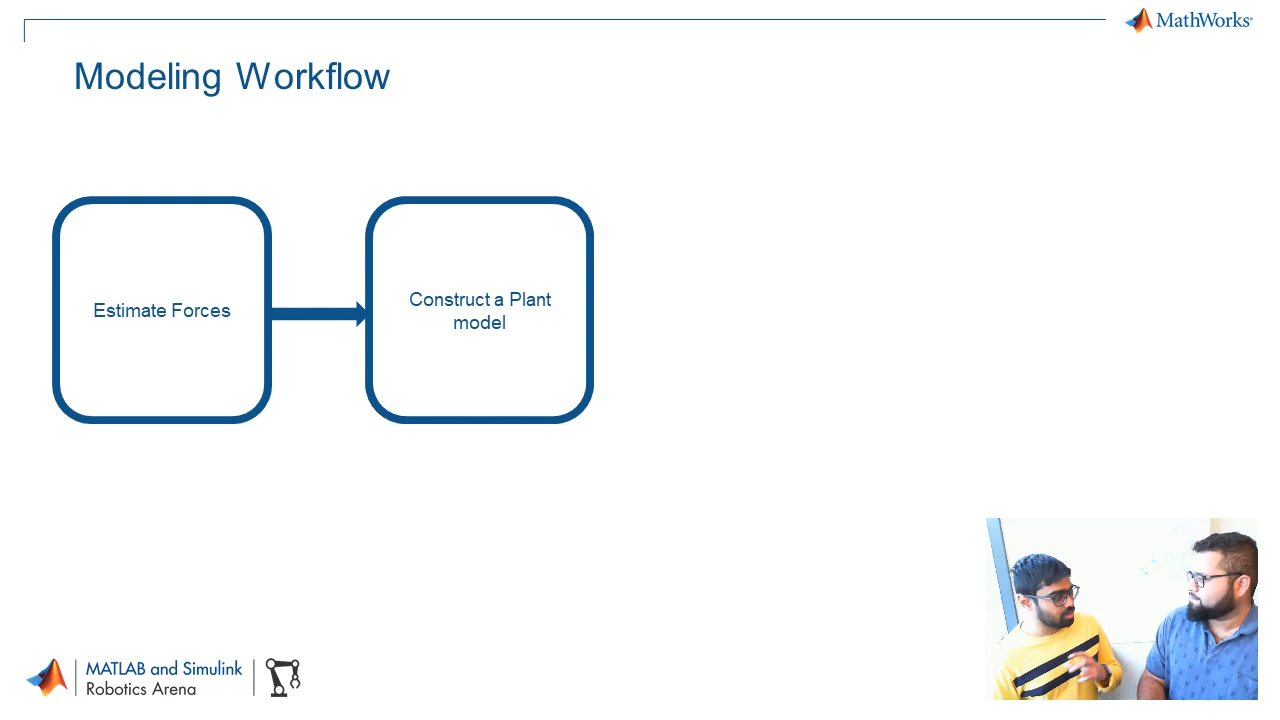 MathWorks®
Modeling Workflow
Estimate Forces
Construct a Plant
model
MATLAB and Simulink
Robotics Arena